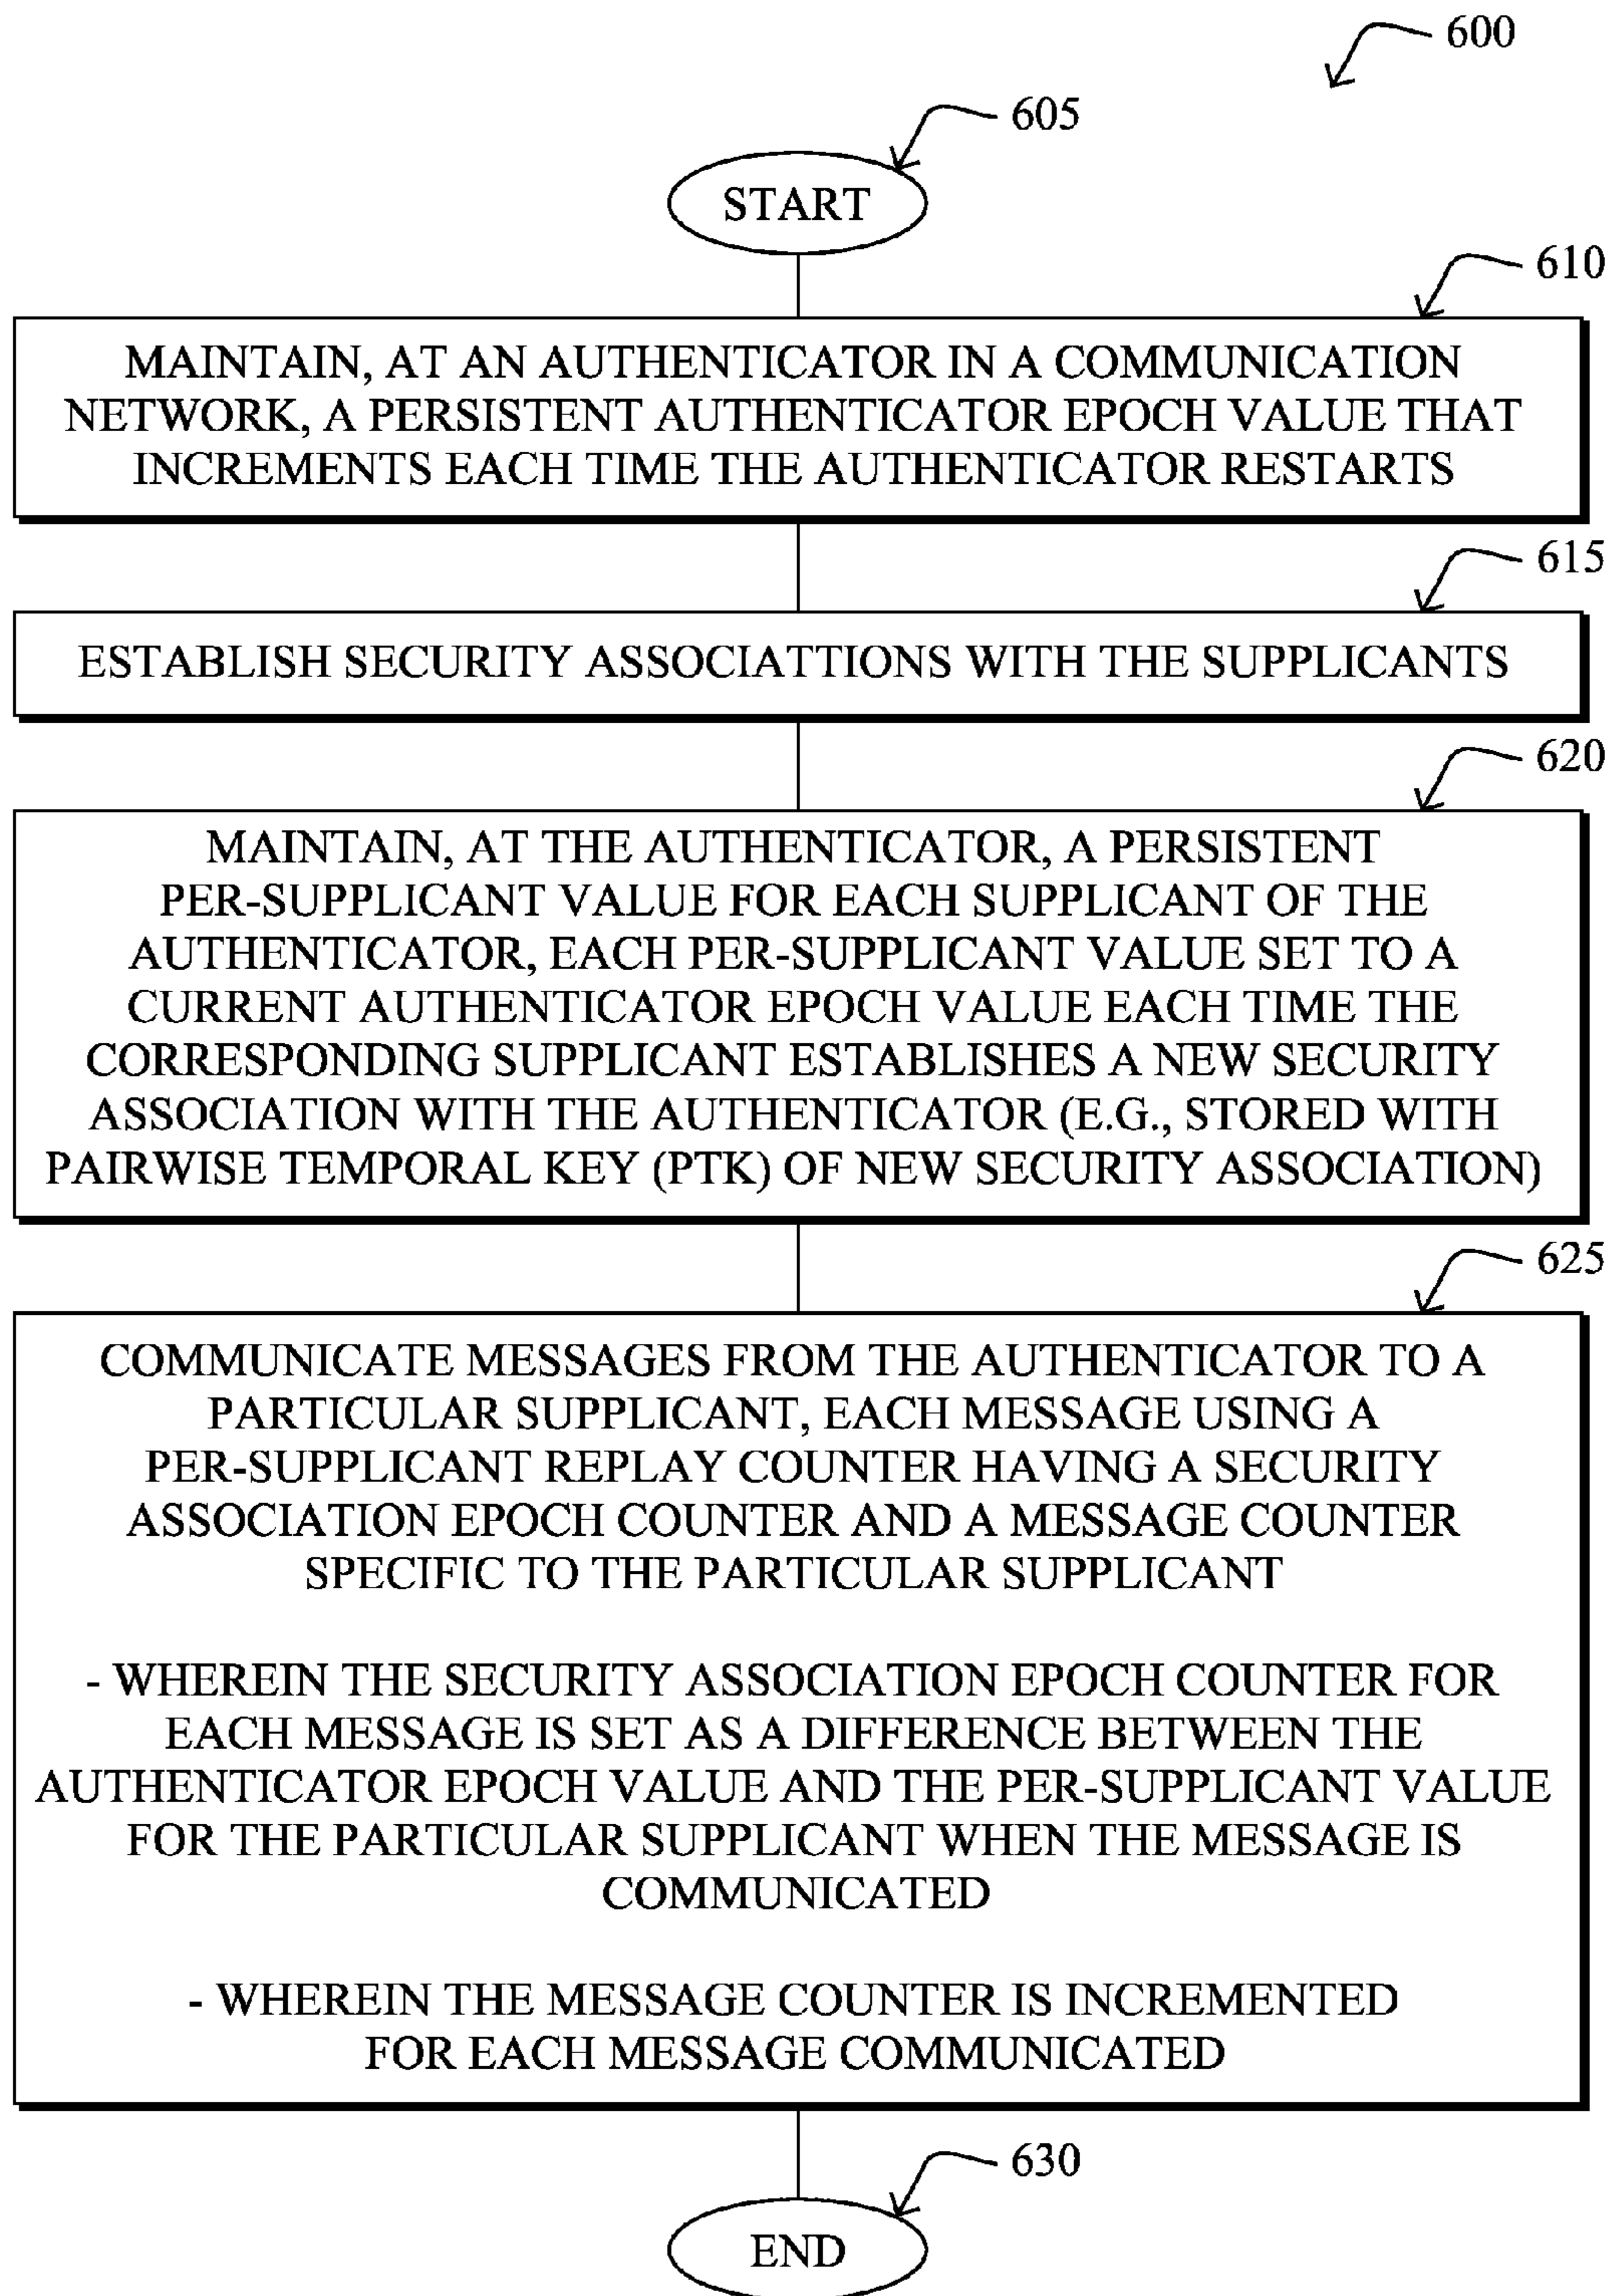 600
605
START
610
MAINTAIN, AT AN AUTHENTICATOR IN A COMMUNICATION
NETWORK, A PERSISTENT AUTHENTICATOR EPOCH VALUE THAT
INCREMENTS EACH TIME THE AUTHENTICATOR RESTARTS
615
ESTABLISH SECURITY ASSOCIATTIONS WITH THE SUPPLICANTS
620
MAINTAIN, AT THE AUTHENTICATOR, A PERSISTENT
PER-SUPPLICANT VALUE FOR EACH SUPPLICANT OF THE
AUTHENTICATOR, EACH PER-SUPPLICANT VALUE SET TO A
CURRENT AUTHENTICATOR EPOCH VALUE EACH TIME THE
CORRESPONDING SUPPLICANT ESTABLISHES A NEW SECURITY
ASSOCIATION WITH THE AUTHENTICATOR (E.G., STORED WITH
PAIRWISE TEMPORAL KEY (PTK) OF NEW SECURITY ASSOCIATION)
625
COMMUNICATE MESSAGES FROM THE AUTHENTICATOR TO A
PARTICULAR SUPPLICANT, EACH MESSAGE USING A
PER-SUPPLICANT REPLAY COUNTER HAVING A SECURITY
ASSOCIATION EPOCH COUNTER AND A MESSAGE COUNTER
SPECIFIC TO THE PARTICULAR SUPPLICANT
- WHEREIN THE SECURITY ASSOCIATION EPOCH COUNTER FOR
EACH MESSAGE IS SET AS A DIFFERENCE BETWEEN THE
AUTHENTICATOR EPOCH VALUE AND THE PER-SUPPLICANT VALUE
FOR THE PARTICULAR SUPPLICANT WHEN THE MESSAGE IS
COMMUNICATED
- WHEREIN THE MESSAGE COUNTER IS INCREMENTED
FOR EACH MESSAGE COMMUNICATED
630
END